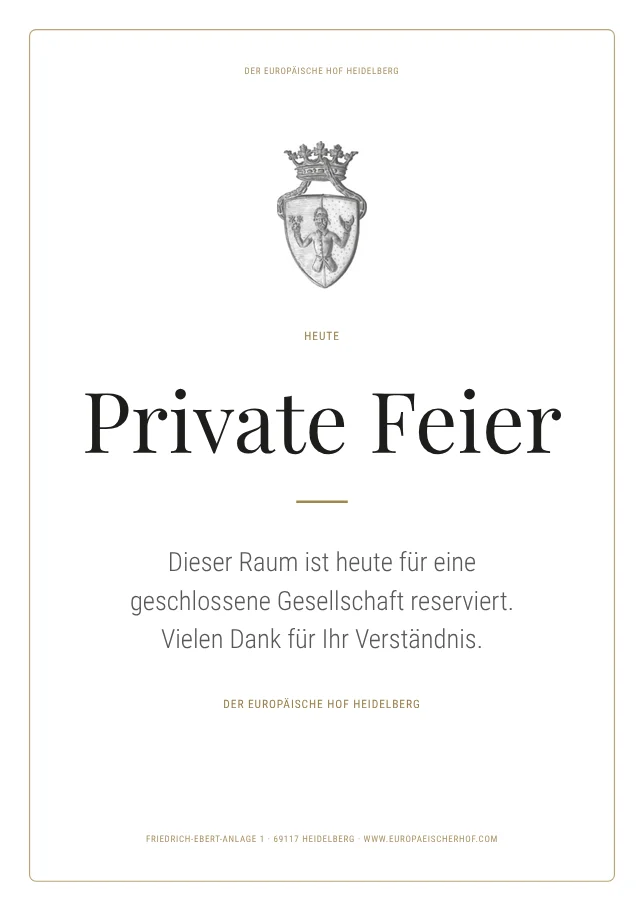 DER EUROPÄISCHE HOF HEIDELBERG
HEUTE
Private Feier
Dieser Raum ist heute für eine
geschlossene Gesellschaft reserviert.
Vielen Dank für Ihr Verständnis.
DER EUROPÄISCHE HOF HEIDELBERG
FRIEDRICH-EBERT-ANLAGE 1 · 69117 HEIDELBERG · WWW.EUROPAEISCHERHOF.COM